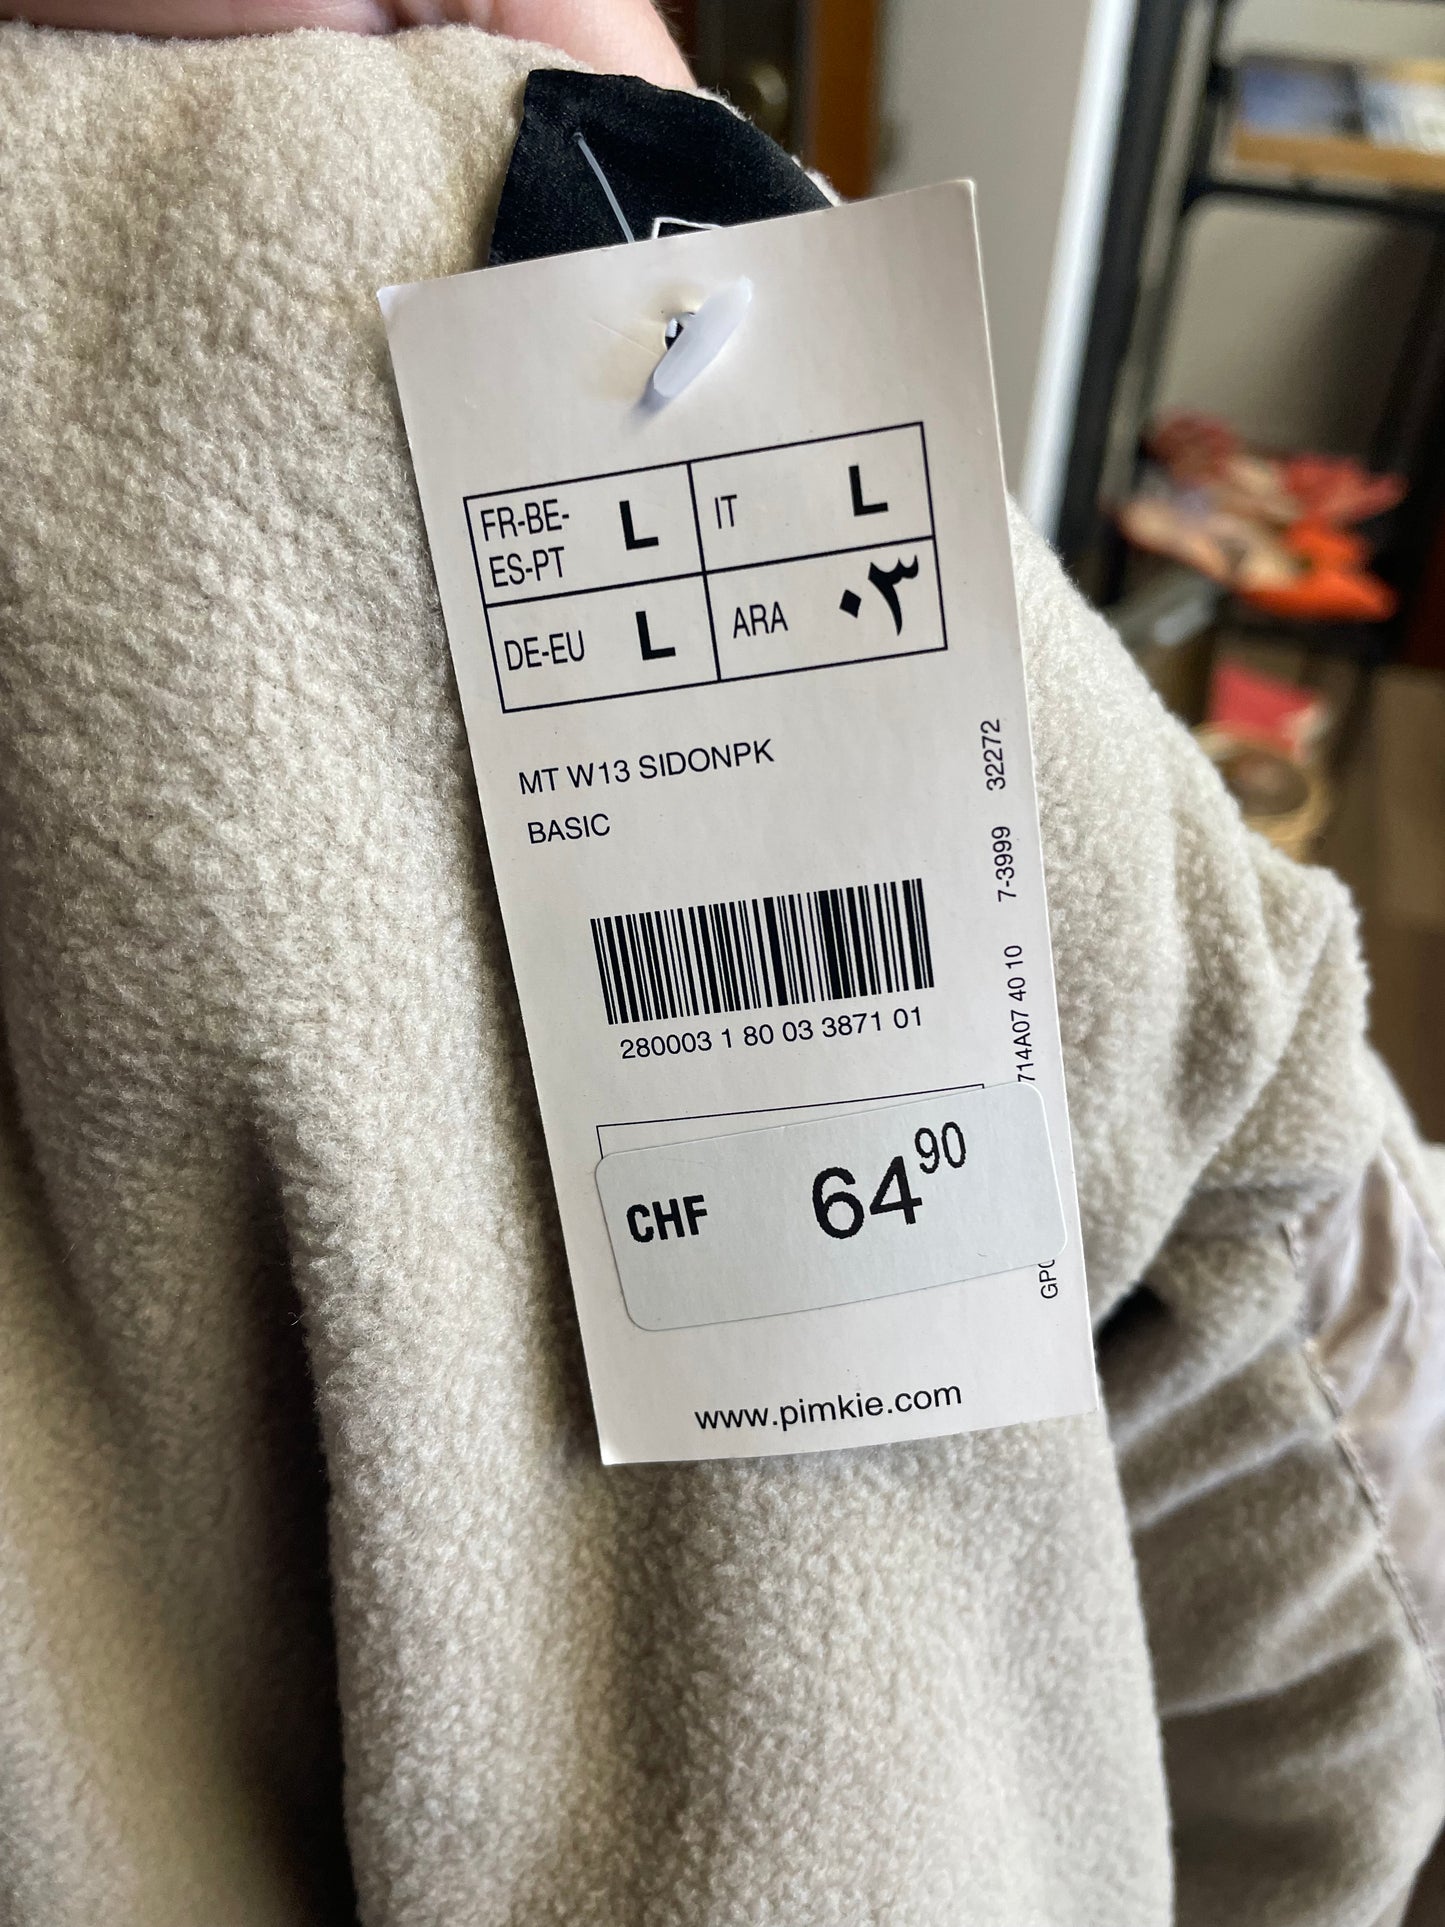 FR-BE-
ES-PT L
IT L
DE-EU L
ARA ٠٣
MT W13 SIDONPK
BASIC
280003 1 80 03 3871 01
CHF 64 90
www.pimkie.com
714A07 40 10 7-3999 32272